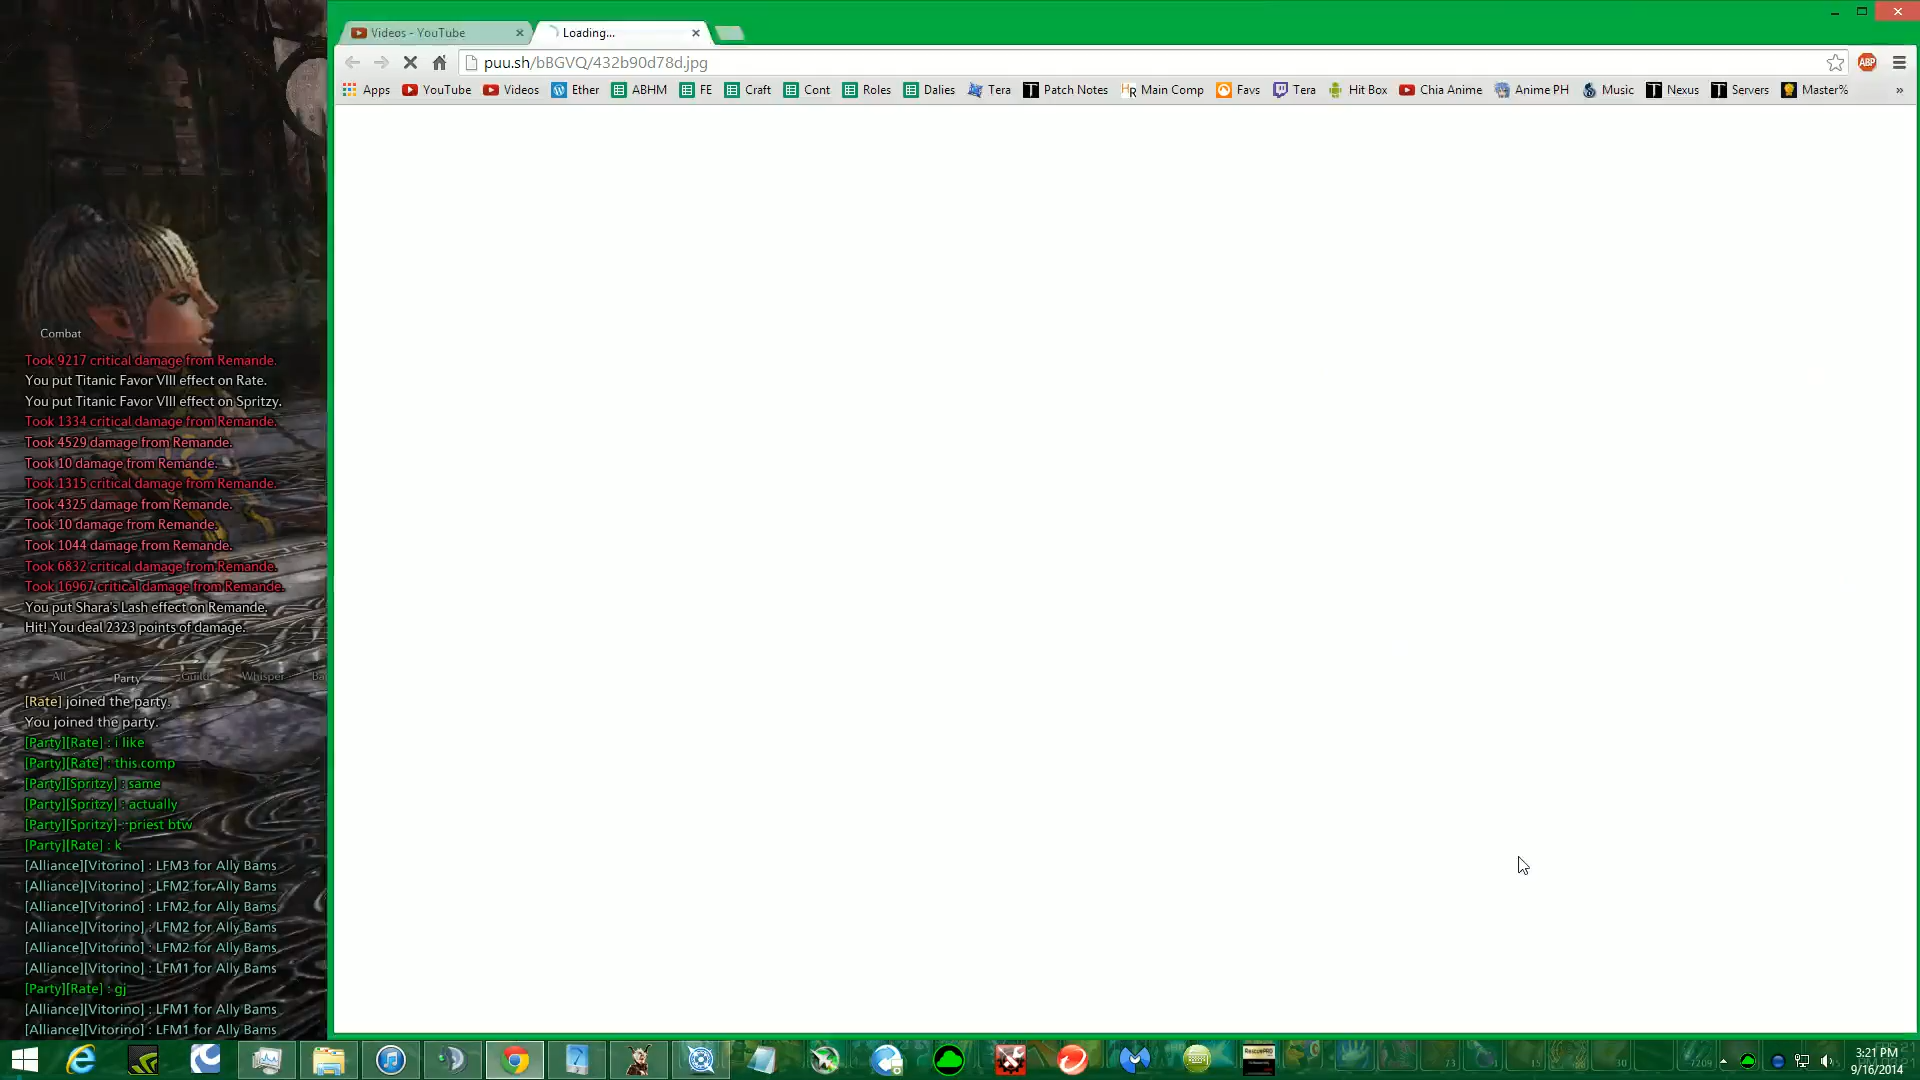 Videos - YouTube
Loading...
puu.sh/bBGVQ/432b90d78d.jpg
ABP
Apps YouTube Videos Ether ABHM FE Craft Cont Roles Dalies Tera Patch Notes Main Comp Favs Tera Hit Box Chia Anime Anime PH Music Nexus Servers Master% »
Combat
Took 9217 critical damage from Remande.
You put Titanic Favor VIII effect on Rate.
You put Titanic Favor VIII effect on Spritzy.
Took 1334 critical damage from Remande.
Took 4529 damage from Remande.
Took 10 damage from Remande.
Took 1315 critical damage from Remande.
Took 4325 damage from Remande.
Took 10 damage from Remande.
Took 1044 damage from Remande.
Took 6832 critical damage from Remande.
Took 16967 critical damage from Remande.
You put Shara's Lash effect on Remande.
Hit! You deal 2323 points of damage.
All Party Guild Whisper Ba
[Rate] joined the party.
You joined the party.
[Party][Rate] : i like
[Party][Rate] : this comp
[Party][Spritzy] : same
[Party][Spritzy] : actually
[Party][Spritzy] : priest btw
[Party][Rate] : k
[Alliance][Vitorino] : LFM3 for Ally Bams
[Alliance][Vitorino] : LFM2 for Ally Bams
[Alliance][Vitorino] : LFM2 for Ally Bams
[Alliance][Vitorino] : LFM2 for Ally Bams
[Alliance][Vitorino] : LFM2 for Ally Bams
[Alliance][Vitorino] : LFM1 for Ally Bams
[Party][Rate] : gj
[Alliance][Vitorino] : LFM1 for Ally Bams
[Alliance][Vitorino] : LFM1 for Ally Bams
73 15 30 7209
3:21 PM
9/16/2014